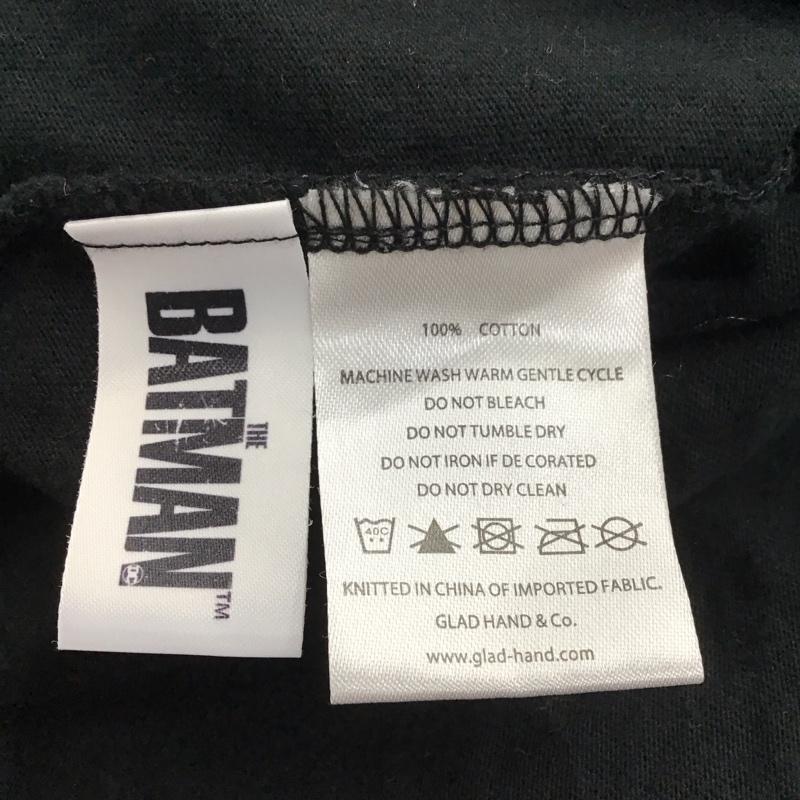 THE
BATMAN™
DC
100% COTTON
MACHINE WASH WARM GENTLE CYCLE
DO NOT BLEACH
DO NOT TUMBLE DRY
DO NOT IRON IF DE CORATED
DO NOT DRY CLEAN
40C
KNITTED IN CHINA OF IMPORTED FABLIC.
GLAD HAND & Co.
www.glad-hand.com